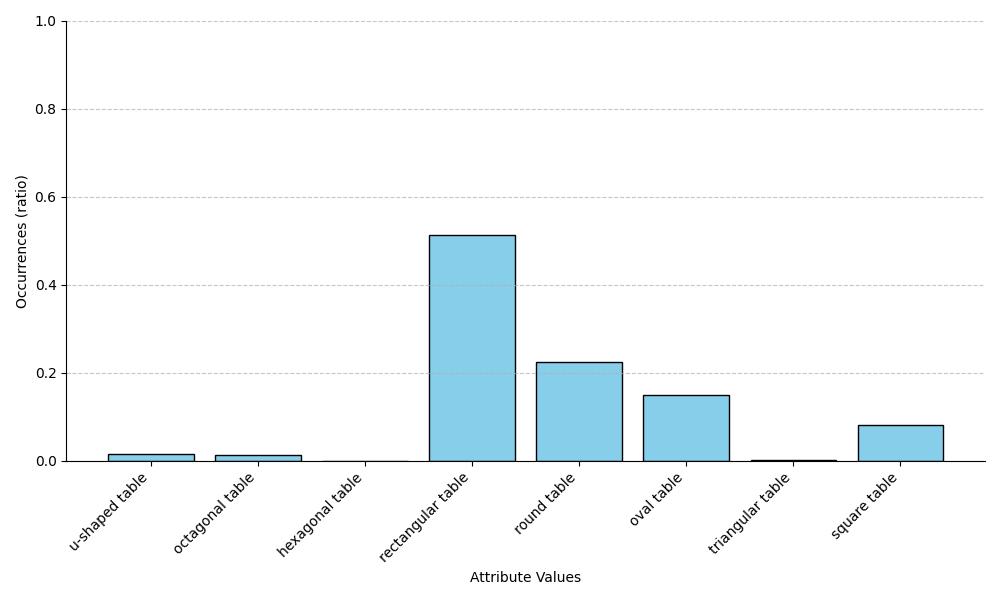 1.0
0.8
0.6
0.4
0.2
0.0
Occurrences (ratio)
u-shaped table
octagonal table
hexagonal table
rectangular table
round table
oval table
triangular table
square table
Attribute Values